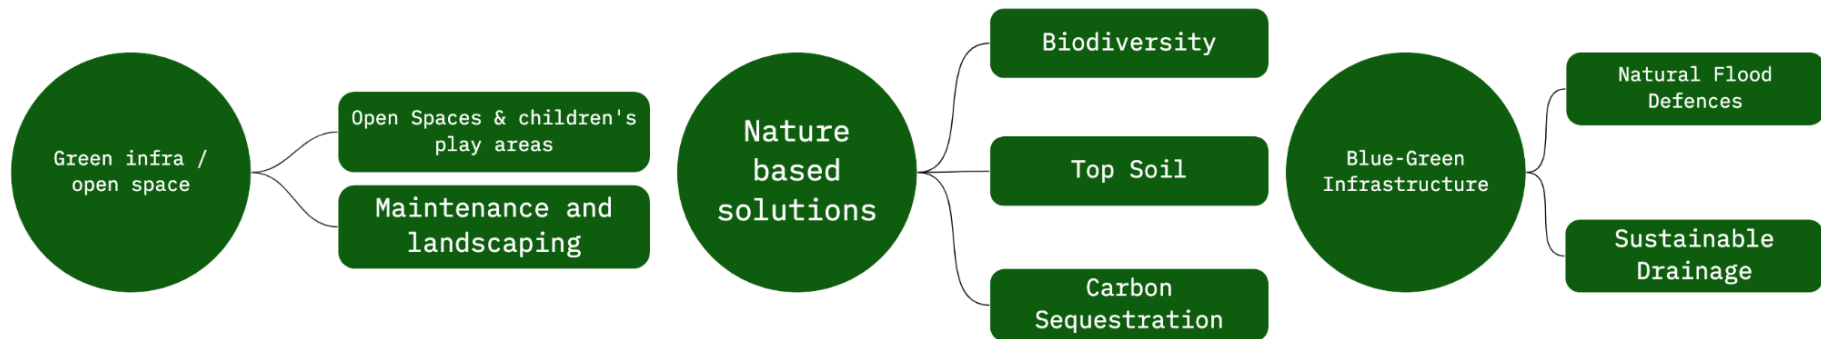 Green infra /
open space
Open Spaces & children's
play areas
Maintenance and
landscaping
Nature
based
solutions
Biodiversity
Top Soil
Carbon
Sequestration
Blue-Green
Infrastructure
Natural Flood
Defences
Sustainable
Drainage